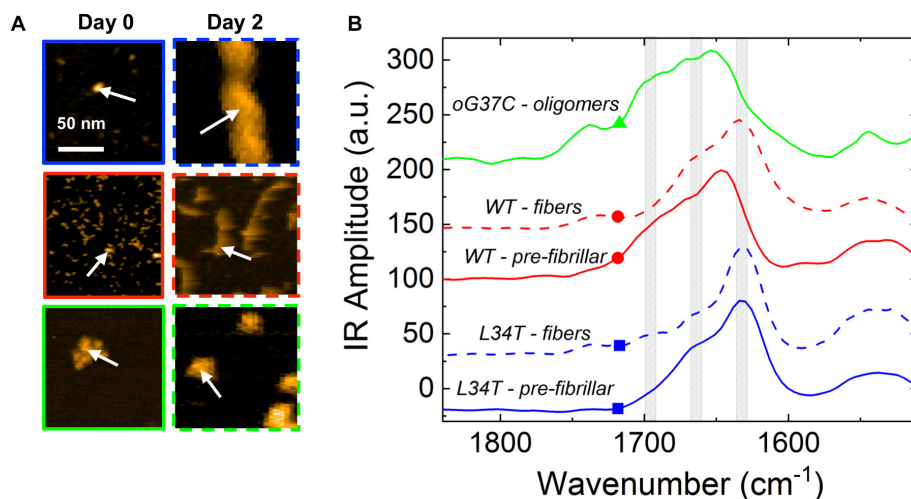 A
Day 0
Day 2
50 nm
B
IR Amplitude (a.u.)
300
250
200
150
100
50
0
oG37C - oligomers
WT - fibers
WT - pre-fibrillar
L34T - fibers
L34T - pre-fibrillar
1800
1700
1600
Wavenumber (cm⁻¹)